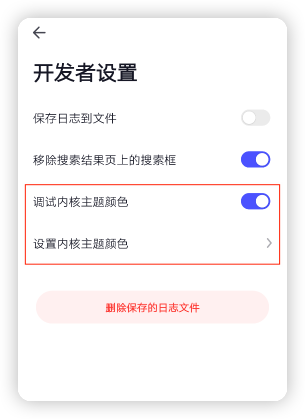 开发者设置
保存日志到文件
移除搜索结果页上的搜索框
调试内核主题颜色
设置内核主题颜色
删除保存的日志文件